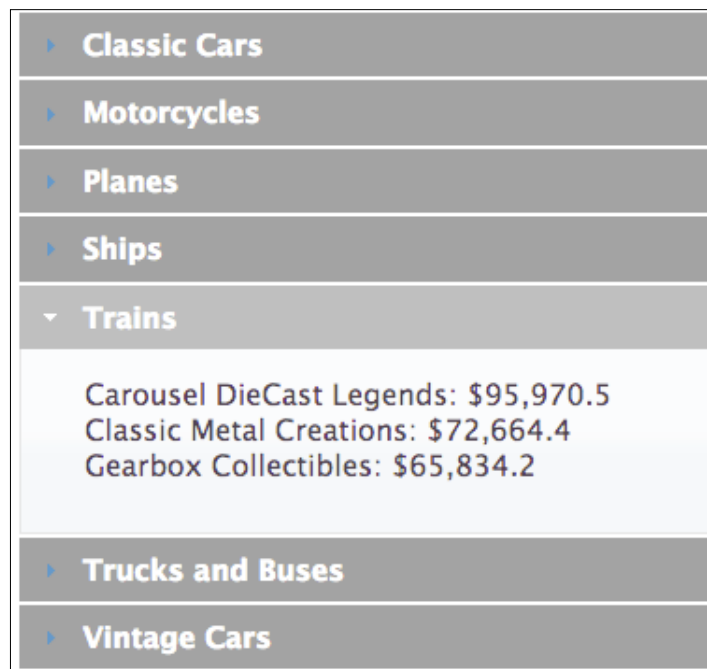 Classic Cars
Motorcycles
Planes
Ships
Trains
Carousel DieCast Legends: $95,970.5
Classic Metal Creations: $72,664.4
Gearbox Collectibles: $65,834.2
Trucks and Buses
Vintage Cars